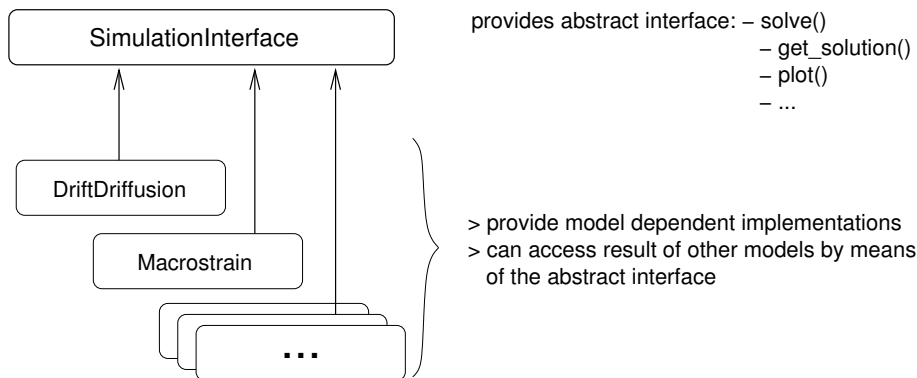 SimulationInterface
provides abstract interface: – solve()
– get_solution()
– plot()
– ...
DriftDriffusion
Macrostrain
...
> provide model dependent implementations
> can access result of other models by means
of the abstract interface